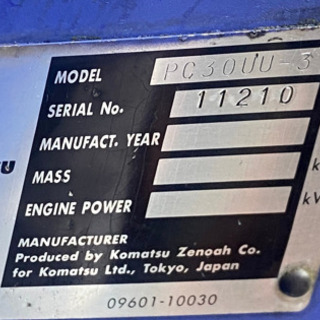 MODEL PC30UU-3
SERIAL No. 11210
MANUFACT. YEAR
MASS
ENGINE POWER
MANUFACTURER
Produced by Komatsu Zenoah Co.
for Komatsu Ltd., Tokyo, Japan
09601-10030